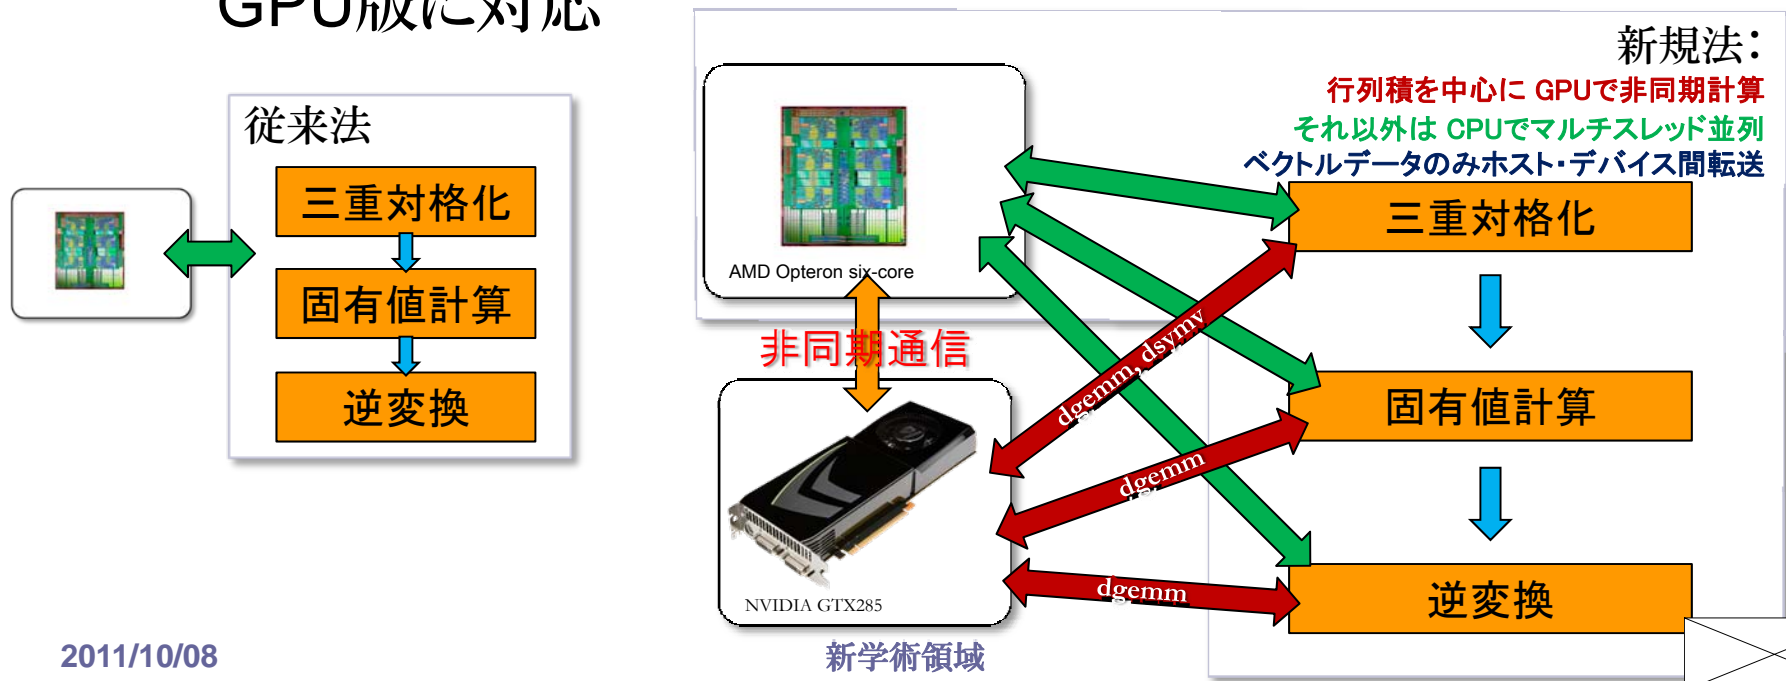 GPU版に対応
従来法
三重対格化
固有値計算
逆変換
新規法：
行列積を中心に GPUで非同期計算
それ以外は CPUでマルチスレッド並列
ベクトルデータのみホスト・デバイス間転送
AMD Opteron six-core
非同期通信
NVIDIA GTX285
dgemm, dsymv
dgemm
dgemm
三重対格化
固有値計算
逆変換
2011/10/08
新学術領域